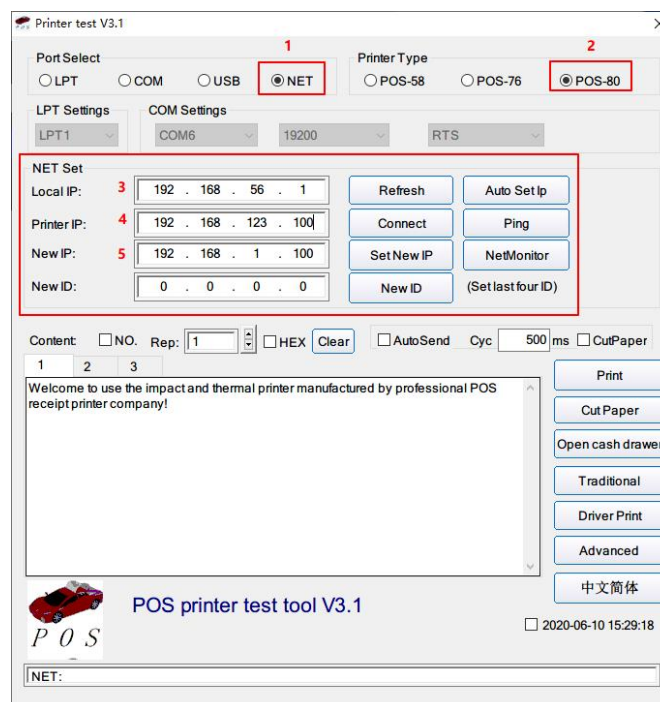 Printer test V3.1
1
2
Port Select
Printer Type
LPT COM USB NET
POS-58 POS-76 POS-80
LPT Settings
COM Settings
LPT1 COM6 19200 RTS
NET Set
Local IP: 3 192 . 168 . 56 . 1 Refresh Auto Set Ip
Printer IP: 4 192 . 168 . 123 . 100 Connect Ping
New IP: 5 192 . 168 . 1 . 100 Set New IP NetMonitor
New ID: 0 . 0 . 0 . 0 New ID (Set last four ID)
Content: NO. Rep: 1 HEX Clear AutoSend Cyc 500 ms CutPaper
1 2 3
Welcome to use the impact and thermal printer manufactured by professional POS
receipt printer company!
Print
Cut Paper
Open cash drawer
Traditional
Driver Print
Advanced
中文简体
POS
POS printer test tool V3.1
2020-06-10 15:29:18
NET: